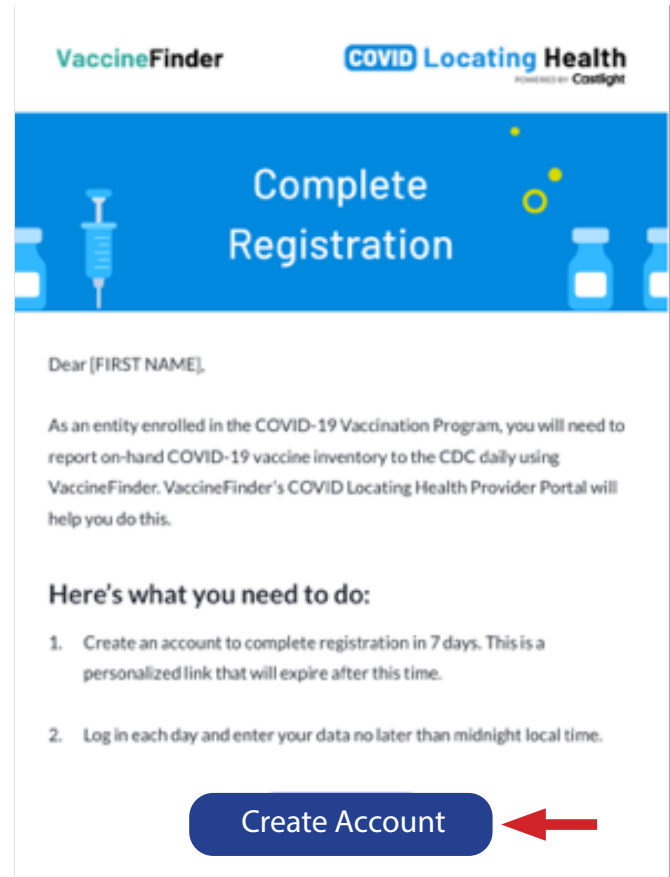 VaccineFinder
COVID Locating Health
POWERED BY Castlight
Complete
Registration
Dear [FIRST NAME],
As an entity enrolled in the COVID-19 Vaccination Program, you will need to
report on-hand COVID-19 vaccine inventory to the CDC daily using
VaccineFinder. VaccineFinder's COVID Locating Health Provider Portal will
help you do this.
Here's what you need to do:
1. Create an account to complete registration in 7 days. This is a
personalized link that will expire after this time.
2. Log in each day and enter your data no later than midnight local time.
Create Account